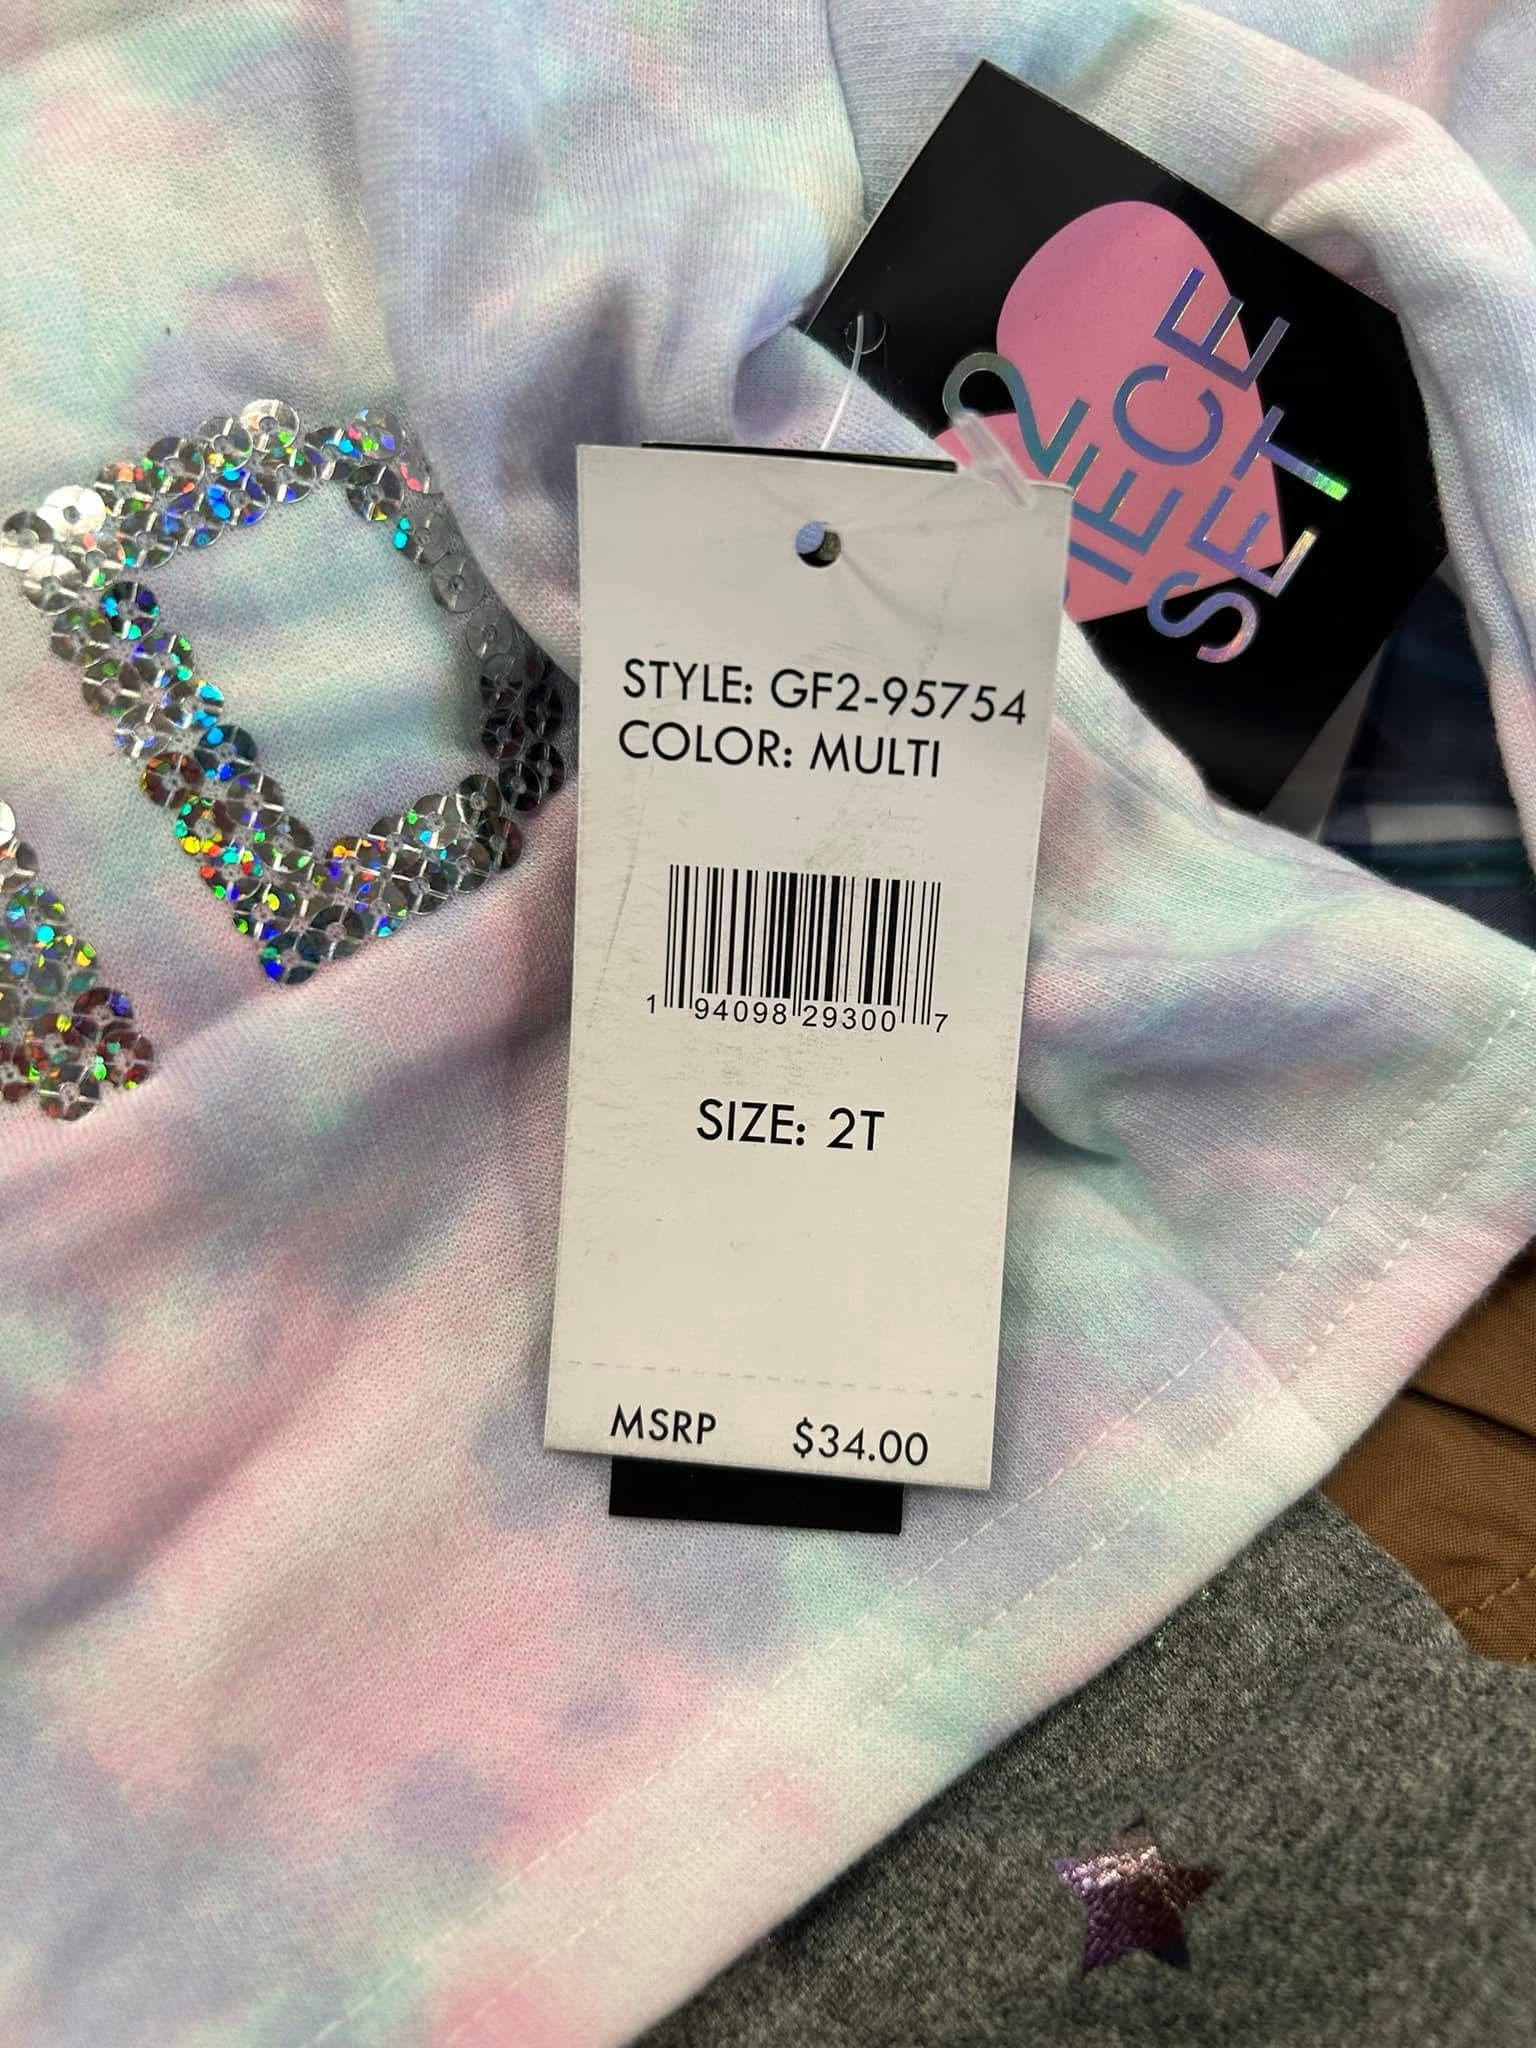 2
PIECE
SET
STYLE: GF2-95754
COLOR: MULTI
1 94098 29300 7
SIZE: 2T
MSRP $34.00